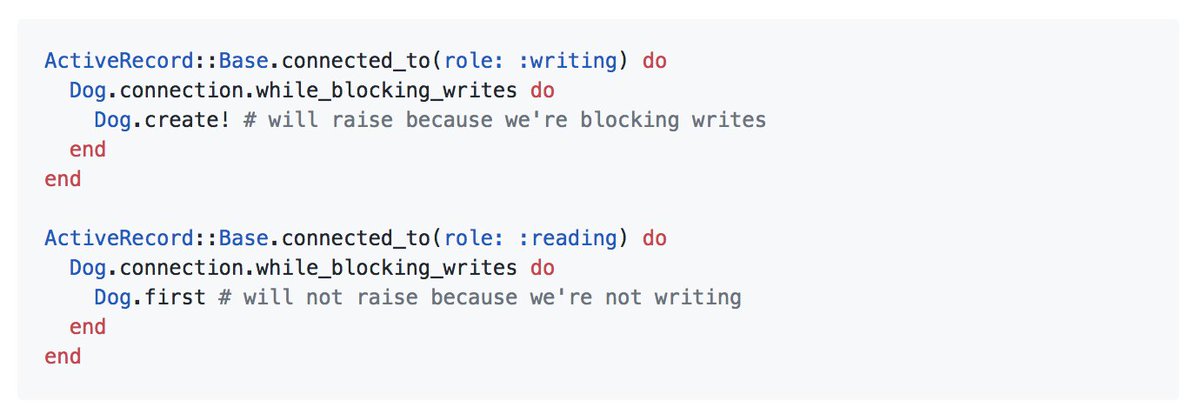 ActiveRecord::Base.connected_to(role: :writing) do
  Dog.connection.while_blocking_writes do
    Dog.create! # will raise because we're blocking writes
  end
end

ActiveRecord::Base.connected_to(role: :reading) do
  Dog.connection.while_blocking_writes do
    Dog.first # will not raise because we're not writing
  end
end